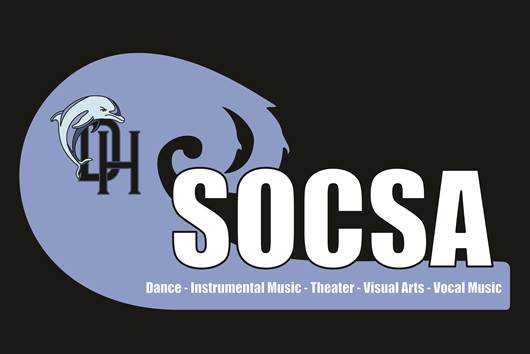 DH
SOCSA
Dance - Instrumental Music - Theater - Visual Arts - Vocal Music